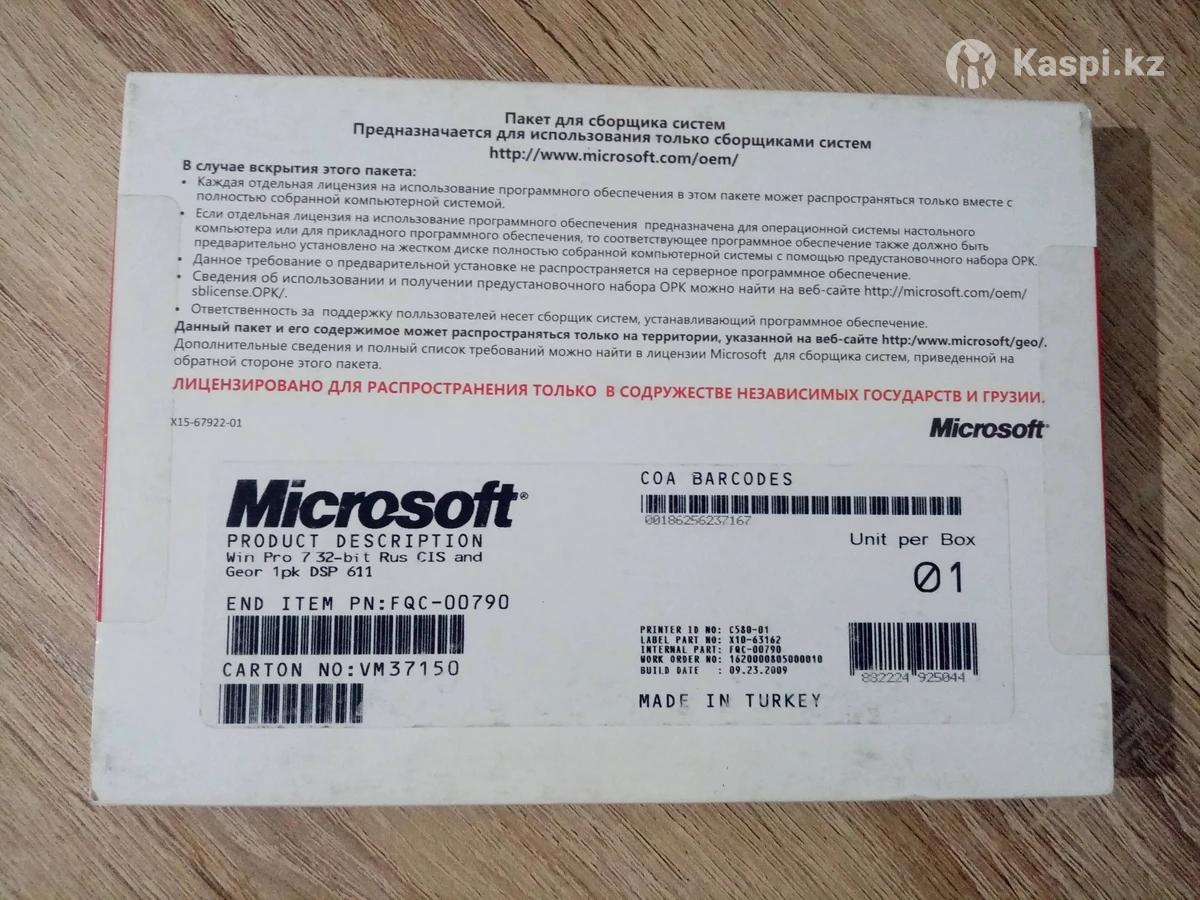 Kaspi.kz
Пакет для сборщика систем
Предназначается для использования только сборщиками систем
http://www.microsoft.com/oem/
В случае вскрытия этого пакета:
• Каждая отдельная лицензия на использование программного обеспечения в этом пакете может распространяться только вместе с
полностью собранной компьютерной системой.
• Если отдельная лицензия на использование программного обеспечения предназначена для операционной системы настольного
компьютера или для прикладного программного обеспечения, то соответствующее программное обеспечение также должно быть
предварительно установлено на жестком диске полностью собранной компьютерной системы с помощью предустановочного набора OPK.
• Данное требование о предварительной установке не распространяется на серверное программное обеспечение.
• Сведения об использовании и получении предустановочного набора OPK можно найти на веб-сайте http://microsoft.com/oem/
sblicense.OPK/.
• Ответственность за поддержку полльзователей несет сборщик систем, устанавливающий программное обеспечение.
Данный пакет и его содержимое может распространяться только на территории, указанной на веб-сайте http:/www.microsoft/geo/.
Дополнительные сведения и полный список требований можно найти в лицензии Microsoft для сборщика систем, приведенной на
обратной стороне этого пакета.
ЛИЦЕНЗИРОВАНО ДЛЯ РАСПРОСТРАНЕНИЯ ТОЛЬКО В СОДРУЖЕСТВЕ НЕЗАВИСИМЫХ ГОСУДАРСТВ И ГРУЗИИ.
X15-67922-01
Microsoft®
Microsoft®
PRODUCT DESCRIPTION
Win Pro 7 32-bit Rus CIS and
Geor 1pk DSP 611
END ITEM PN:FQC-00790
CARTON NO:VM37150
COA BARCODES
00186256237167
Unit per Box
01
PRINTER ID NO: C580-01
LABEL PART NO: X10-63162
INTERNAL PART: FQC-00790
WORK ORDER NO: 1620000805000010
BUILD DATE : 09.23.2009
882224 925044
MADE IN TURKEY